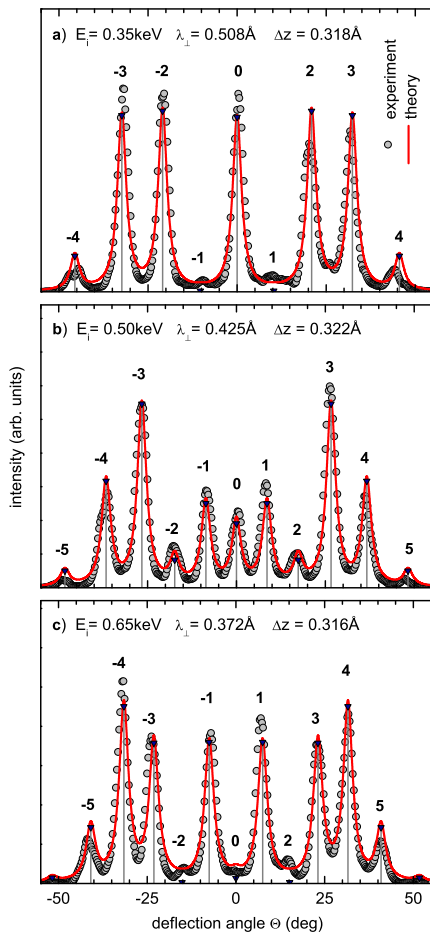 a) Ei= 0.35keV λ⊥= 0.508Å Δz = 0.318Å
-3 -2 0 2 3
-4 -1 1 4
experiment
theory
b) Ei= 0.50keV λ⊥= 0.425Å Δz = 0.322Å
3
-3
-4 -1 0 1 4
-5 -2 2 5
intensity (arb. units)
c) Ei= 0.65keV λ⊥= 0.372Å Δz = 0.316Å
-4 4
-3 -1 1 3
-5 5
-2 0 2
-50 -25 0 25 50
deflection angle Θ (deg)